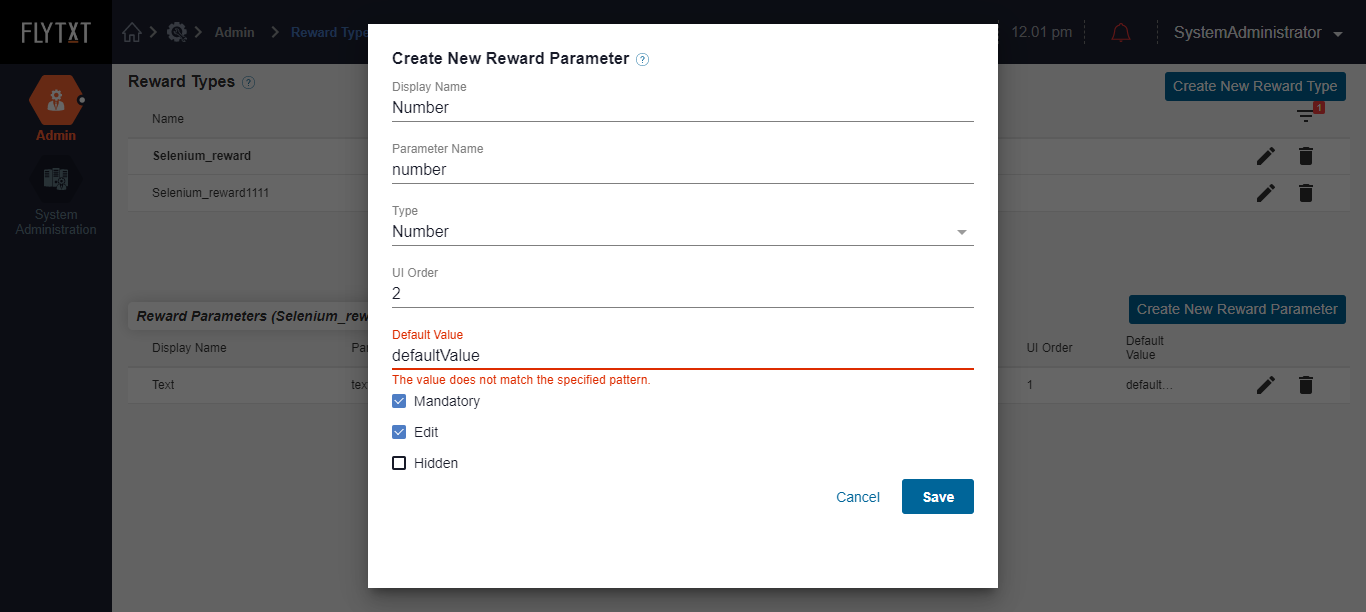 FLYTXT
Admin
Reward Type
12.01 pm
SystemAdministrator
Admin
System
Administration
Reward Types ?
Create New Reward Type
Name
1
Selenium_reward
Selenium_reward1111
Reward Parameters (Selenium_rew
Create New Reward Parameter
Display Name
Par
UI Order
Default
Value
Text
tex
1
default...
Create New Reward Parameter ?
Display Name
Number
Parameter Name
number
Type
Number
UI Order
2
Default Value
defaultValue
The value does not match the specified pattern.
Mandatory
Edit
Hidden
Cancel
Save